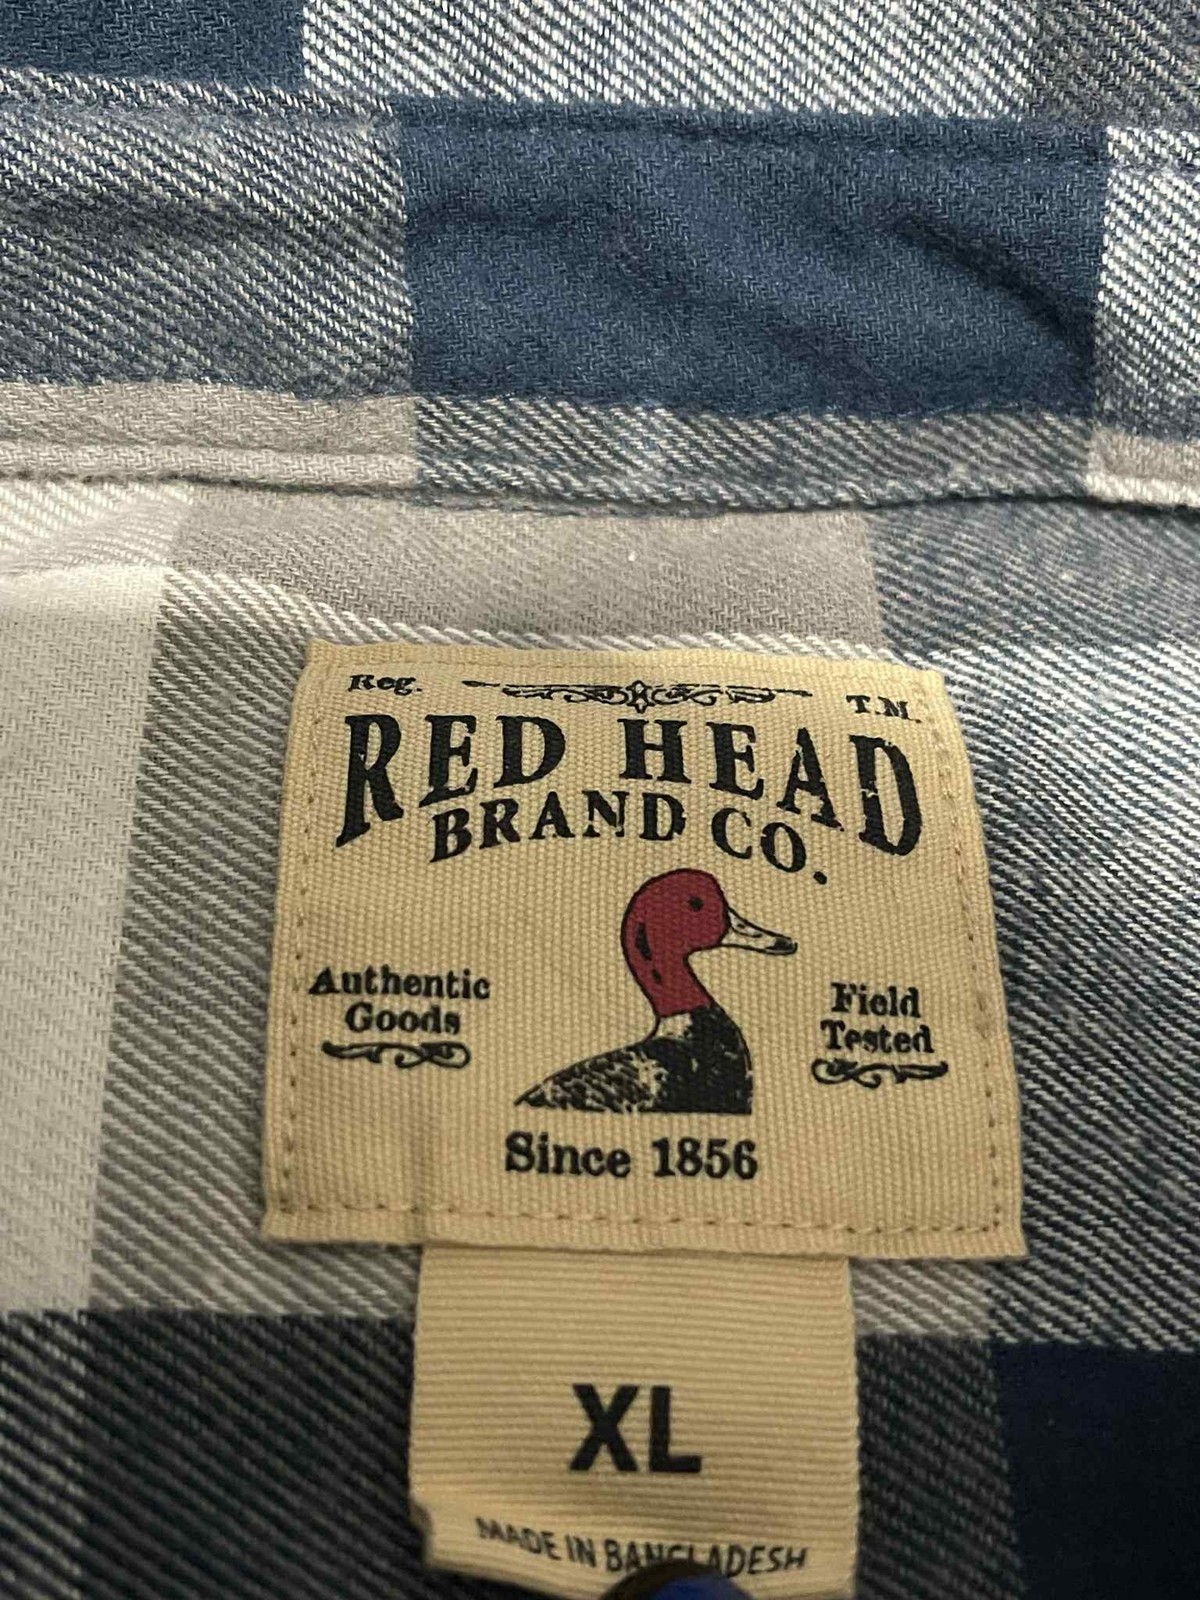 Reg. T.M.
RED HEAD
BRAND CO.
Authentic
Goods
Field
Tested
Since 1856
XL
MADE IN BANGLADESH